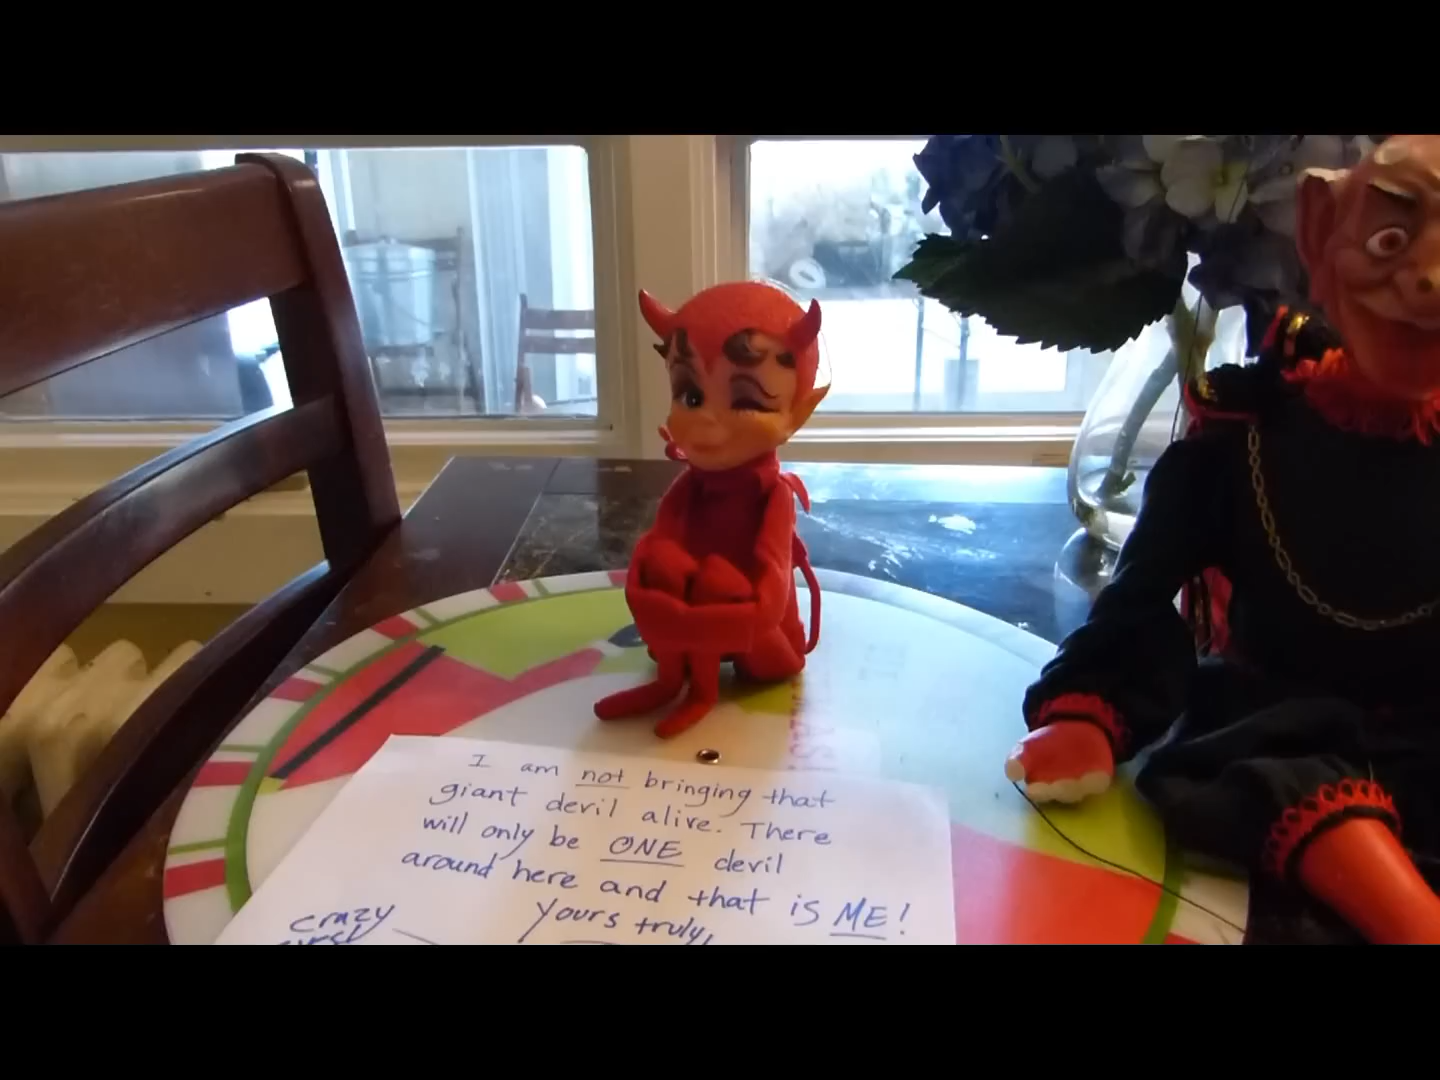 I am not bringing that
giant devil alive. There
will only be ONE devil
around here and that is ME!
Yours truly,
crazy